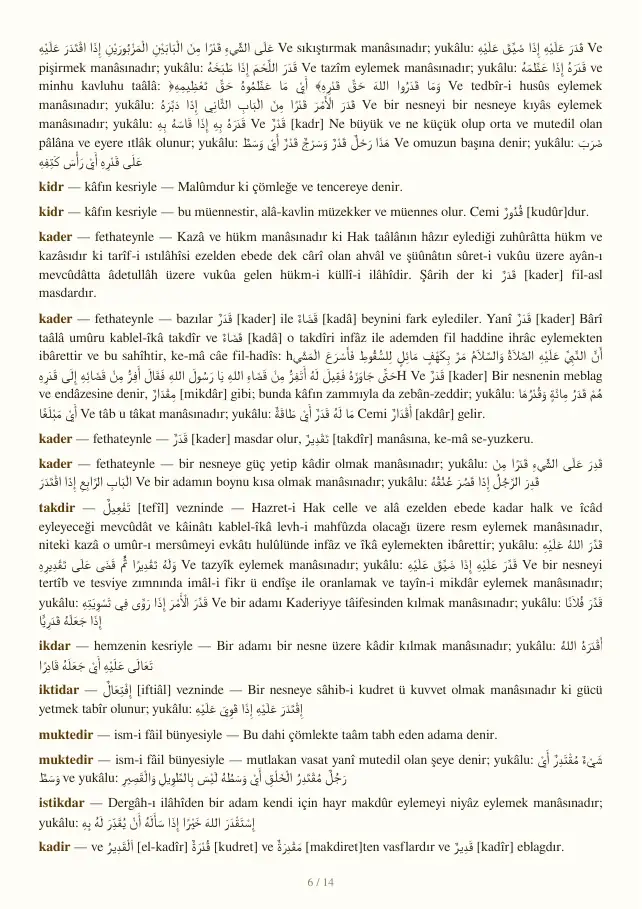 عَلَى الشَّيءِ قَدْرًا مِنَ الْبَابَيْنِ الْمَزْبُورَيْنِ إِذَا اقْتَدَرَ عَلَيْهِ Ve sıkıştırmak manâsınadır; yukâlu: قَدَرَ عَلَيْهِ إِذَا ضَيَّقَ عَلَيْهِ Ve
pişirmek manâsınadır; yukâlu: قَدَرَ اللَّحْمَ إِذَا طَبَخَهُ Ve tazîm eylemek manâsınadır; yukâlu: قَدَرَهُ إِذَا عَظَّمَهُ ve
minhu kavluhu taâlâ: ﴿وَمَا قَدَرُوا اللهَ حَقَّ قَدْرِهِ﴾ أَيْ مَا عَظَّمُوهُ حَقَّ تَعْظِيمِهِ Ve tedbîr-i husûs eylemek
manâsınadır; yukâlu: قَدَرَ الْأَمْرَ قَدْرًا مِنَ الْبَابِ الثَّانِي إِذَا دَبَّرَهُ Ve bir nesneyi bir nesneye kıyâs eylemek
manâsınadır; yukâlu: قَدَرَهُ بِهِ إِذَا قَاسَهُ بِهِ Ve قَدْرٌ [kadr] Ne büyük ve ne küçük olup orta ve mutedil olan
pâlâna ve eyere ıtlâk olunur; yukâlu: هَذَا رَحْلٌ قَدْرٌ وَسَرْجٌ قَدْرٌ أَيْ وَسَطٌ Ve omuzun başına denir; yukâlu: ضَرَبَ
عَلَى قَدْرِهِ أَيْ رَأْسِ كَتِفِهِ
kidr — kâfın kesriyle — Malûmdur ki çömleğe ve tencereye denir.
kidr — kâfın kesriyle — bu müennestir, alâ-kavlin müzekker ve müennes olur. Cemi قُدُورٌ [kudûr]dur.
kader — fethateynle — Kazâ ve hükm manâsınadır ki Hak taâlânın hâzır eylediği zuhûrâtta hükm ve
kazâsıdır ki tarîf-i ıstılâhîsi ezelden ebede dek cârî olan ahvâl ve şüûnâtın sûret-i vukûu üzere ayân-ı
mevcûdâtta âdetullâh üzere vukûa gelen hükm-i küllî-i ilâhîdir. Şârih der ki قَدَرٌ [kader] fil-asl
masdardır.
kader — fethateynle — bazılar قَدَرٌ [kader] ile قَضَاءٌ [kadâ] beynini fark eylediler. Yanî قَدَرٌ [kader] Bârî
taâlâ umûru kablel-îkâ takdîr ve قَضَاءٌ [kadâ] o takdîri infâz ile ademden fil haddine ihrâc eylemekten
ibârettir ve bu sahîhtir, ke-mâ câe fil-hadîs: hأَنَّ النَّبِيَّ عَلَيْهِ الصَّلَاةُ وَالسَّلَامُ مَرَّ بِكَهْفٍ مَائِلٍ لِلسُّقُوطِ فَأَسْرَعَ الْمَشْيَ
حَتَّى جَاوَزَهُ فَقِيلَ لَهُ أَتَفِرُّ مِنْ قَضَاءِ اللهِ يَا رَسُولَ اللهِ فَقَالَ أَفِرُّ مِنْ قَضَائِهِ إِلَى قَدَرِهِH Ve قَدَرٌ [kader] Bir nesnenin meblag
ve endâzesine denir, مِقْدَارٌ [mikdâr] gibi; bunda kâfın zammıyla da zebân-zeddir; yukâlu: هُمْ قَدَرُ مِائَةٍ وَقُدْرُهَا
أَيْ مَبْلَغُهَا Ve tâb u tâkat manâsınadır; yukâlu: مَا لَهُ قَدَرٌ أَيْ طَاقَةٌ Cemi أَقْدَارٌ [akdâr] gelir.
kader — fethateynle — قَدَرٌ [kader] masdar olur, تَقْدِيرٌ [takdîr] manâsına, ke-mâ se-yuzkeru.
kader — fethateynle — bir nesneye güç yetip kâdir olmak manâsınadır; yukâlu: قَدِرَ عَلَى الشَّيءِ قَدَرًا مِنَ
الْبَابِ الرَّابِعِ إِذَا اقْتَدَرَ Ve bir adamın boynu kısa olmak manâsınadır; yukâlu: قَدِرَ الرَّجُلُ إِذَا قَصُرَ عُنُقُهُ
takdir — تَفْعِيلٌ [tefîl] vezninde — Hazret-i Hak celle ve alâ ezelden ebede kadar halk ve îcâd
eyleyeceği mevcûdât ve kâinâtı kablel-îkâ levh-i mahfûzda olacağı üzere resm eylemek manâsınadır,
niteki kazâ o umûr-ı mersûmeyi evkâtı hulûlünde infâz ve îkâ eylemekten ibârettir; yukâlu: قَدَّرَ اللهُ عَلَيْهِ
وَلَهُ تَقْدِيرًا ثُمَّ قَضَى عَلَى تَقْدِيرِهِ Ve tazyîk eylemek manâsınadır; yukâlu: قَدَّرَ عَلَيْهِ إِذَا ضَيَّقَ عَلَيْهِ Ve bir nesneyi
tertîb ve tesviye zımnında imâl-i fikr ü endîşe ile oranlamak ve tayîn-i mikdâr eylemek manâsınadır;
yukâlu: قَدَّرَ الْأَمْرَ إِذَا رَوَّى فِي تَسْوِيَتِهِ Ve bir adamı Kaderiyye tâifesinden kılmak manâsınadır; yukâlu: قَدَّرَ فُلَانًا
إِذَا جَعَلَهُ قَدَرِيًّا
ikdar — hemzenin kesriyle — Bir adamı bir nesne üzere kâdir kılmak manâsınadır; yukâlu: أَقْدَرَهُ اللهُ
تَعَالَى عَلَيْهِ أَيْ جَعَلَهُ قَادِرًا
iktidar — إِفْتِعَالٌ [iftiâl] vezninde — Bir nesneye sâhib-i kudret ü kuvvet olmak manâsınadır ki gücü
yetmek tabîr olunur; yukâlu: إِقْتَدَرَ عَلَيْهِ إِذَا قَوِيَ عَلَيْهِ
muktedir — ism-i fâil bünyesiyle — Bu dahi çömlekte taâm tabh eden adama denir.
muktedir — ism-i fâil bünyesiyle — mutlakan vasat yanî mutedil olan şeye denir; yukâlu: شَيْءٌ مُقْتَدِرٌ أَيْ
وَسَطٌ ve yukâlu: رَجُلٌ مُقْتَدِرُ الْخَلْقِ أَيْ وَسَطُهُ لَيْسَ بِالطَّوِيلِ وَالْقَصِيرِ
istikdar — Dergâh-ı ilâhîden bir adam kendi için hayr makdûr eylemeyi niyâz eylemek manâsınadır;
yukâlu: إِسْتَقْدَرَ اللهَ خَيْرًا إِذَا سَأَلَهُ أَنْ يُقَدِّرَ لَهُ بِهِ
kadir — ve اَلْقَدِيرُ [el-kadîr] قُدْرَةٌ [kudret] ve مَقْدِرَةٌ [makdiret]ten vasflardır ve قَدِيرٌ [kadîr] eblagdır.
6 / 14